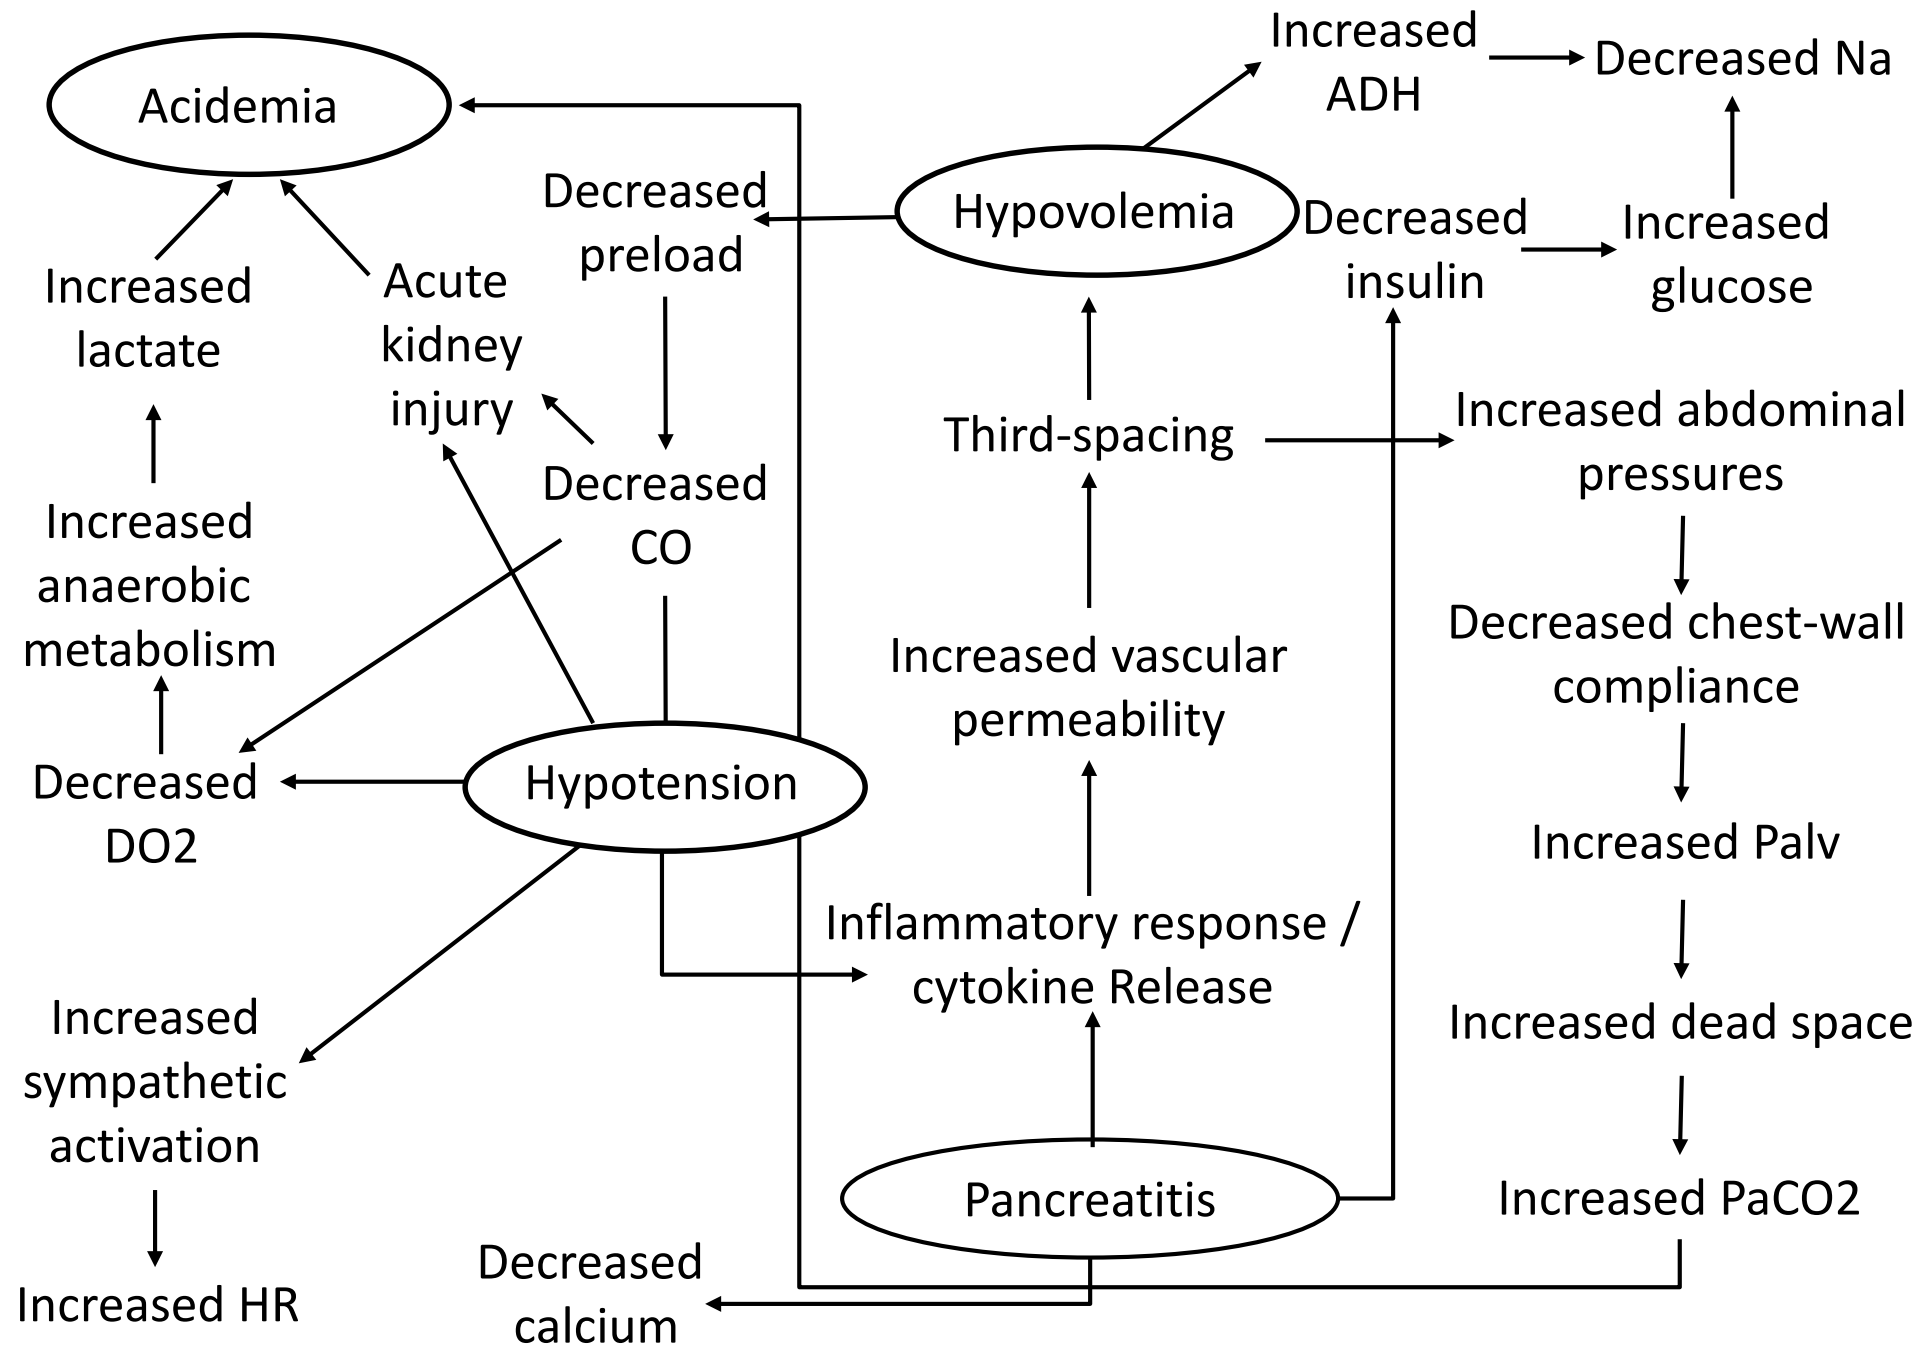 Acidemia
Increased
lactate
Increased
anaerobic
metabolism
Decreased
DO2
Increased
sympathetic
activation
Increased HR
Acute
kidney
injury
Decreased
preload
Decreased
CO
Hypotension
Decreased
calcium
Hypovolemia
Third-spacing
Increased vascular
permeability
Inflammatory response /
cytokine Release
Pancreatitis
Increased
ADH
Decreased Na
Decreased
insulin
Increased
glucose
Increased abdominal
pressures
Decreased chest-wall
compliance
Increased Palv
Increased dead space
Increased PaCO2